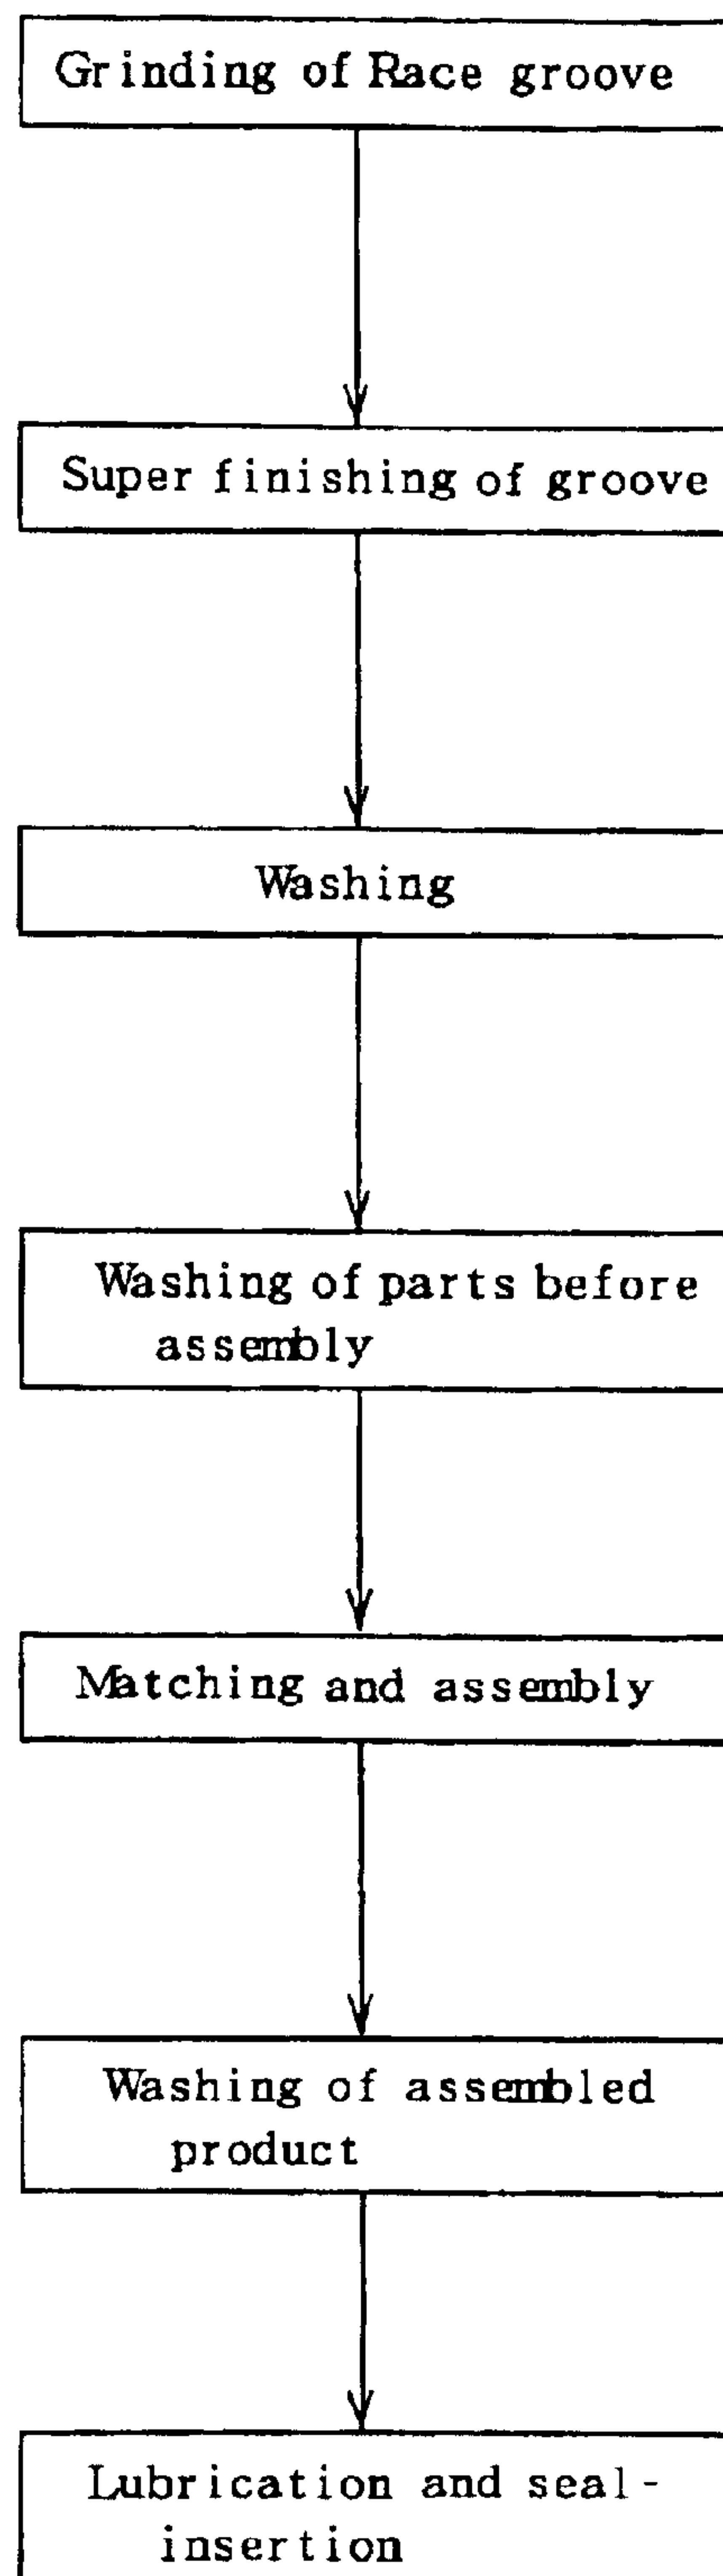 Grinding of Race groove
Super finishing of groove
Washing
Washing of parts before
assembly
Matching and assembly
Washing of assembled
product
Lubrication and seal-
insertion